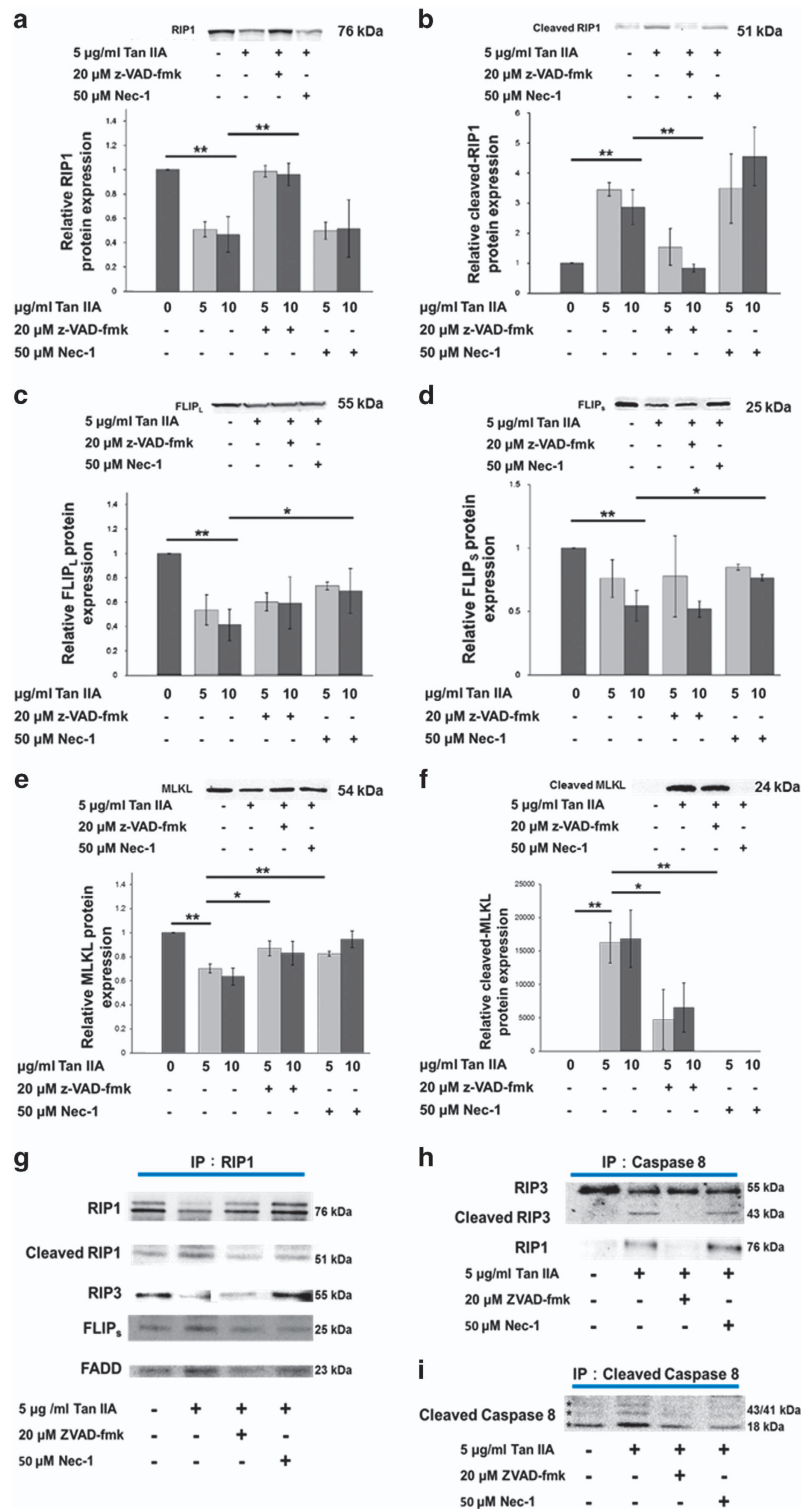 a
RIP1 76 kDa
5 µg/ml Tan IIA - + + +
20 µM z-VAD-fmk - - + -
50 µM Nec-1 - - - +
Relative RIP1
protein expression
1.4
1.2
1
0.8
0.6
0.4
0.2
0
** **
µg/ml Tan IIA 0 5 10 5 10 5 10
20 µM z-VAD-fmk - - - + + - -
50 µM Nec-1 - - - - - + +
b
Cleaved RIP1 51 kDa
5 µg/ml Tan IIA - + + +
20 µM z-VAD-fmk - - + -
50 µM Nec-1 - - - +
Relative cleaved-RIP1
protein expression
6
5
4
3
2
1
0
** **
µg/ml Tan IIA 0 5 10 5 10 5 10
20 µM z-VAD-fmk - - - + + - -
50 µM Nec-1 - - - - - + +
c
FLIPL 55 kDa
5 µg/ml Tan IIA - + + +
20 µM z-VAD-fmk - - + -
50 µM Nec-1 - - - +
Relative FLIPL protein
expression
1.4
1.2
1
0.8
0.6
0.4
0.2
0
** *
µg/ml Tan IIA 0 5 10 5 10 5 10
20 µM z-VAD-fmk - - - + + - -
50 µM Nec-1 - - - - - + +
d
FLIPs 25 kDa
5 µg/ml Tan IIA - + + +
20 µM z-VAD-fmk - - + -
50 µM Nec-1 - - - +
Relative FLIPS protein
expression
1.5
1
0.5
0
** *
µg/ml Tan IIA 0 5 10 5 10 5 10
20 µM z-VAD-fmk - - - + + - -
50 µM Nec-1 - - - - - + +
e
MLKL 54 kDa
5 µg/ml Tan IIA - + + +
20 µM z-VAD-fmk - - + -
50 µM Nec-1 - - - +
Relative MLKL protein
expression
1.4
1.2
1
0.8
0.6
0.4
0.2
0
** * **
µg/ml Tan IIA 0 5 10 5 10 5 10
20 µM z-VAD-fmk - - - + + - -
50 µM Nec-1 - - - - - + +
f
Cleaved MLKL 24 kDa
5 µg/ml Tan IIA - + + +
20 µM z-VAD-fmk - - + -
50 µM Nec-1 - - - +
Relative cleaved-MLKL
protein expression
25000
20000
15000
10000
5000
0
** * **
µg/ml Tan IIA 0 5 10 5 10 5 10
20 µM z-VAD-fmk - - - + + - -
50 µM Nec-1 - - - - - + +
g
IP : RIP1
RIP1 76 kDa
Cleaved RIP1 51 kDa
RIP3 55 kDa
FLIPs 25 kDa
FADD 23 kDa
5 µg /ml Tan IIA - + + +
20 µM ZVAD-fmk - - + -
50 µM Nec-1 - - - +
h
IP : Caspase 8
RIP3 55 kDa
Cleaved RIP3 43 kDa
RIP1 76 kDa
5 µg/ml Tan IIA - + + +
20 µM ZVAD-fmk - - + -
50 µM Nec-1 - - - +
i
IP : Cleaved Caspase 8
*
*
*
Cleaved Caspase 8 43/41 kDa
18 kDa
5 µg/ml Tan IIA - + + +
20 µM ZVAD-fmk - - + -
50 µM Nec-1 - - - +